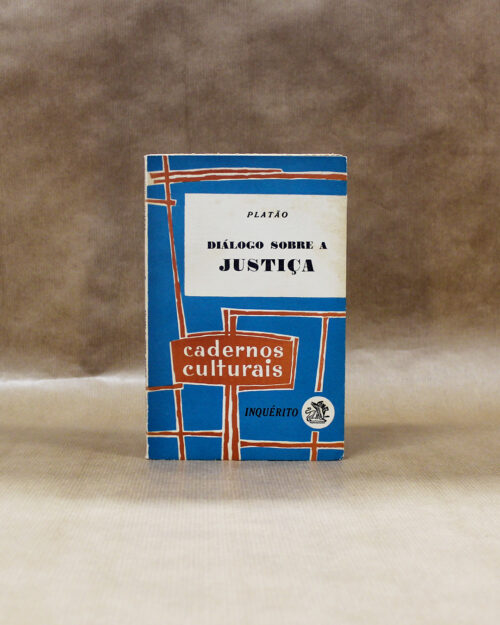 PLATÃO
DIÁLOGO SOBRE A
JUSTIÇA
cadernos
culturais
INQUÉRITO